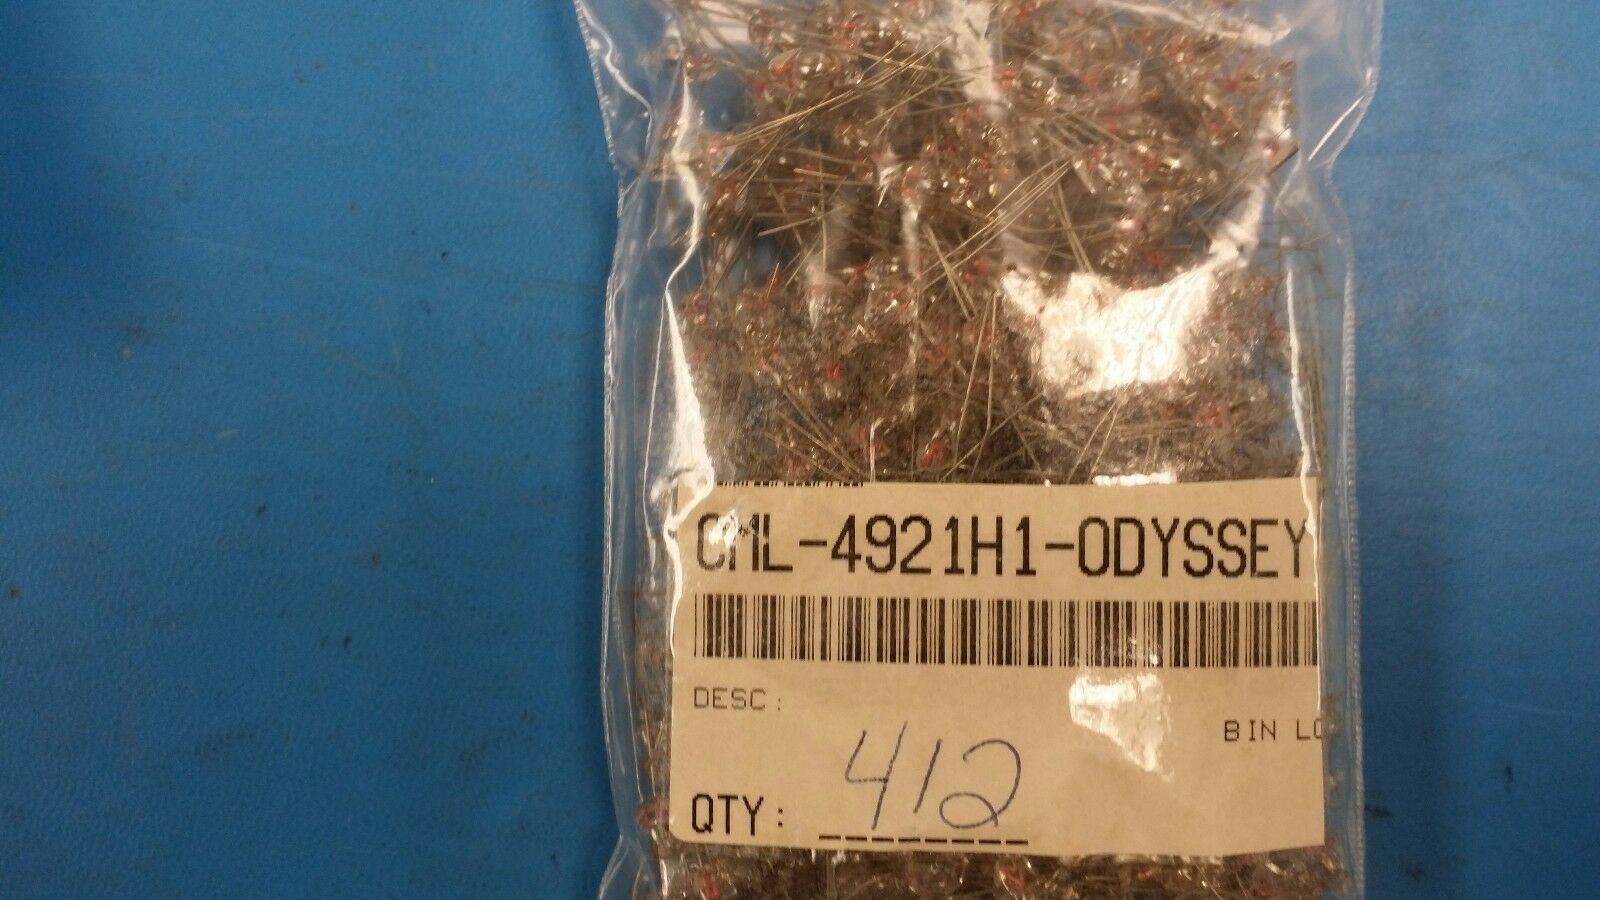 CML-4921H1-ODYSSEY
DESC:
BIN LO
QTY: 412